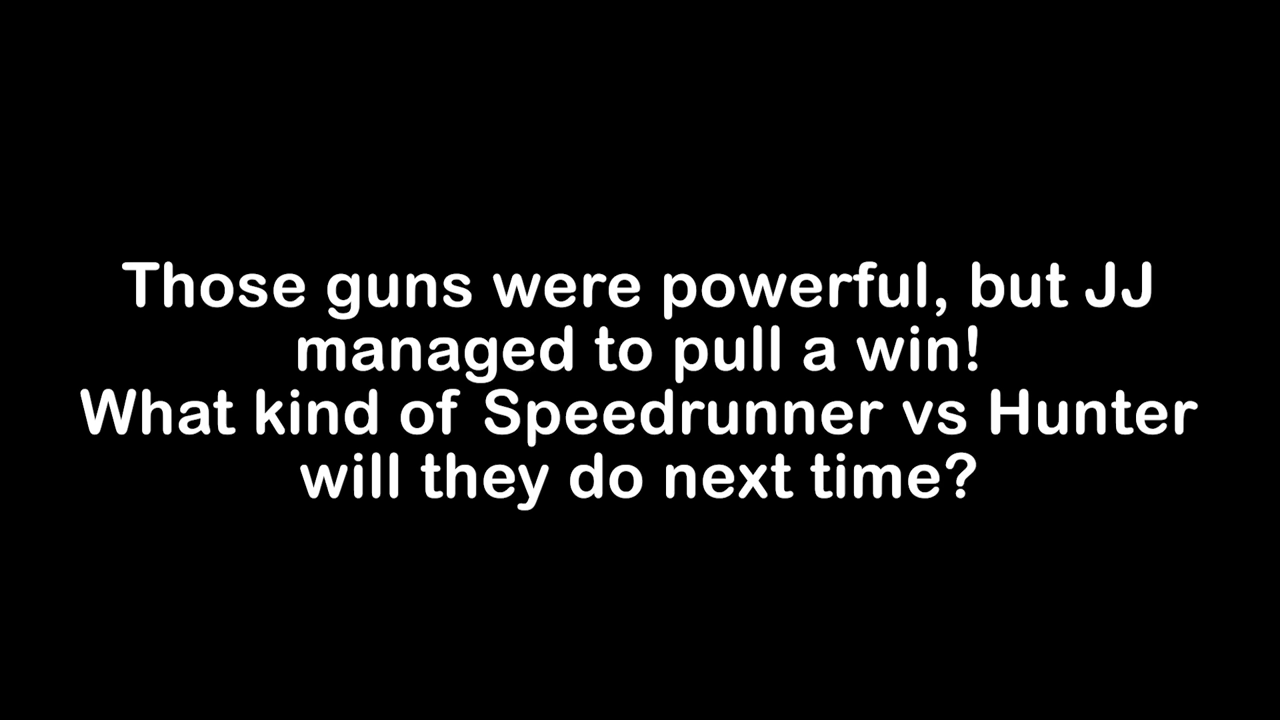 Those guns were powerful, but JJ
managed to pull a win!
What kind of Speedrunner vs Hunter
will they do next time?